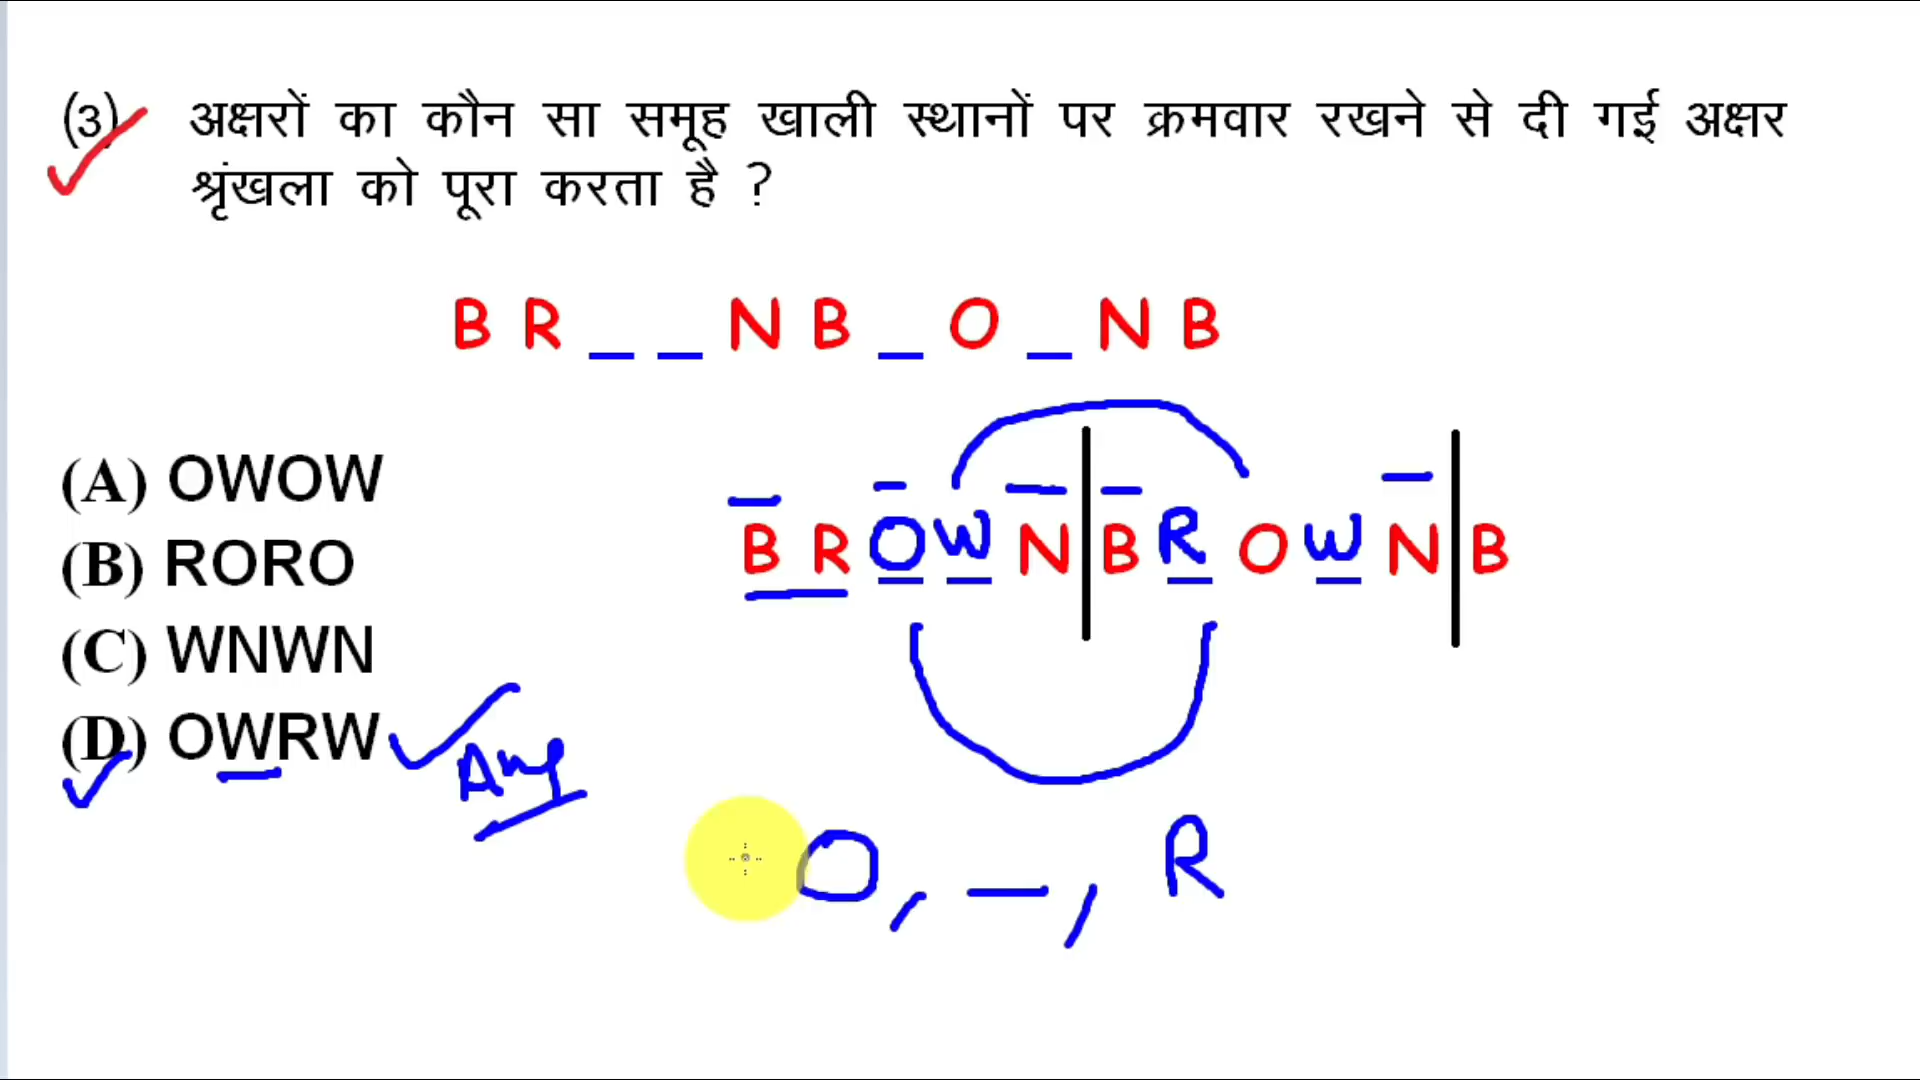 (3) अक्षरों का कौन सा समूह खाली स्थानों पर क्रमवार रखने से दी गई अक्षर
श्रृंखला को पूरा करता है ?
B R _ _ N B _ O _ N B
(A) OWOW
(B) RORO
(C) WNWN
(D) OWRW Ans
B R O W N | B R O W N | B
O, —, R